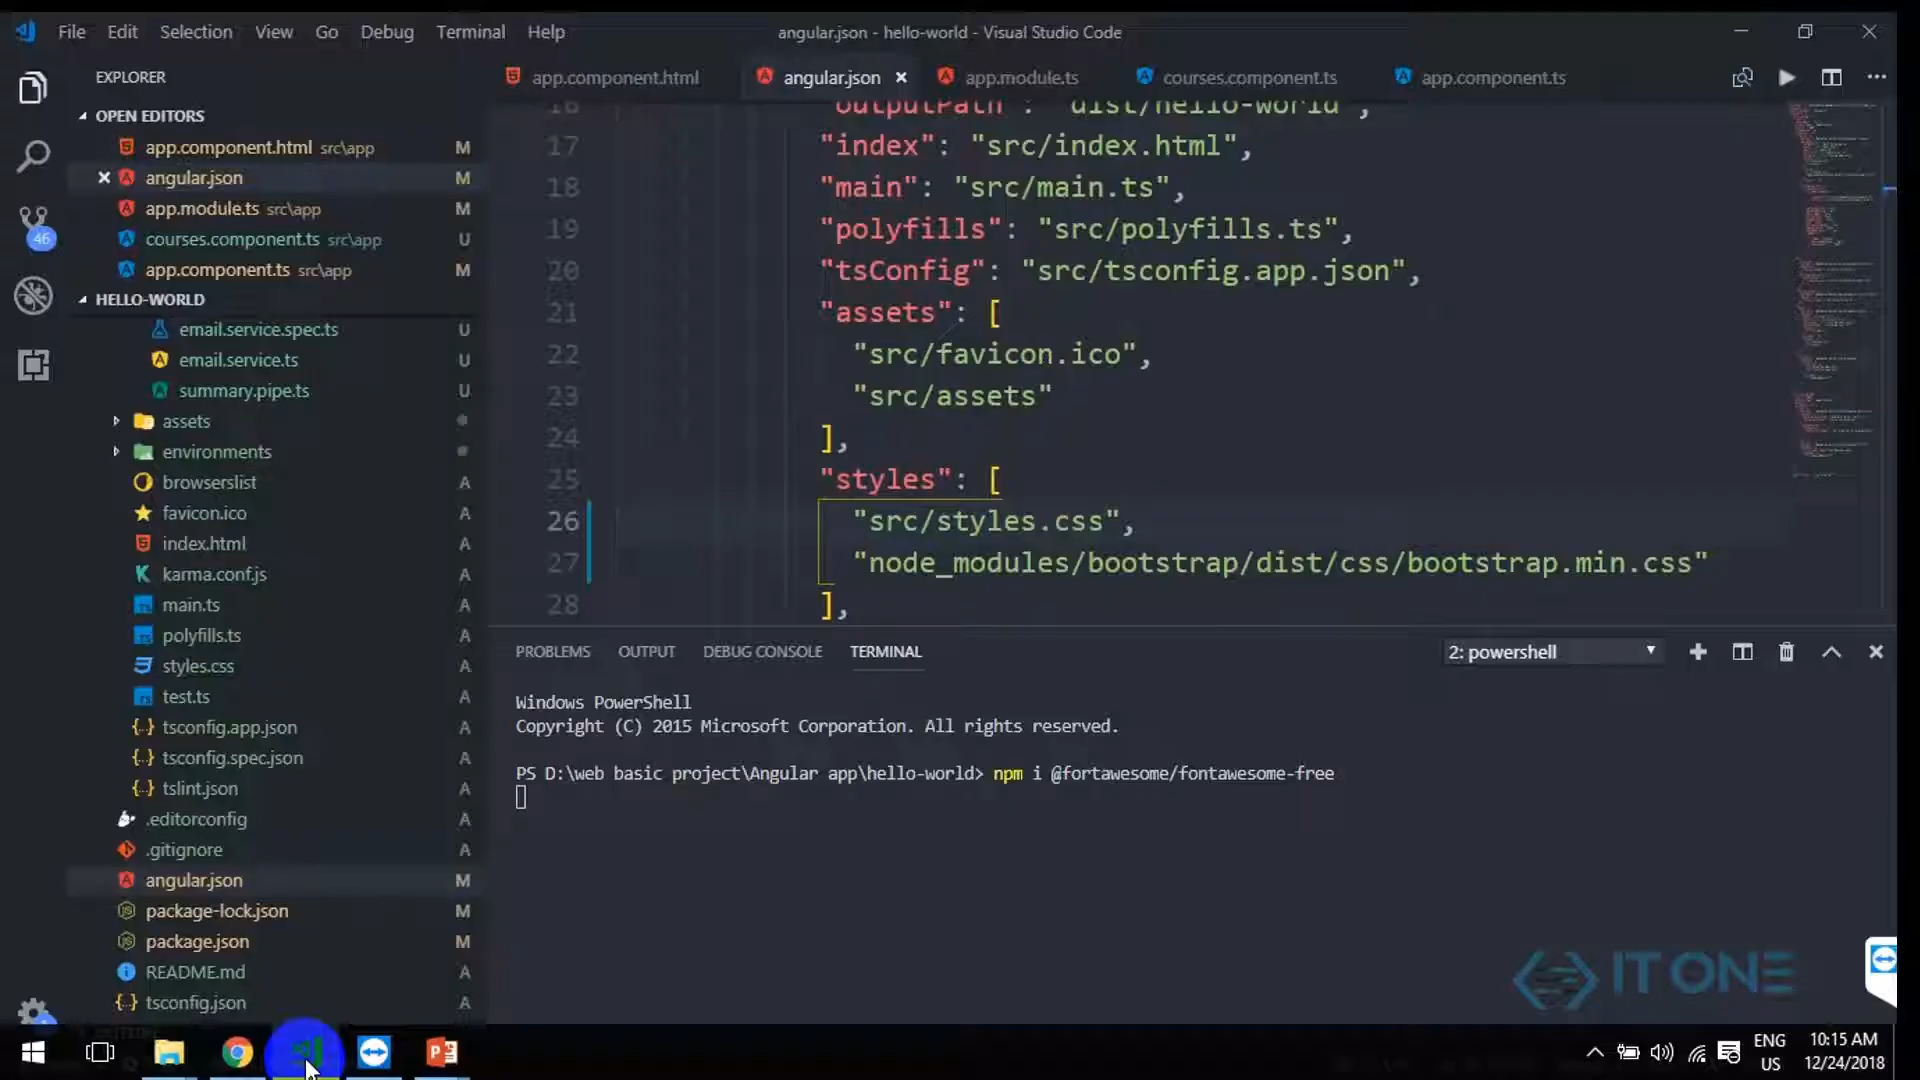 File Edit Selection View Go Debug Terminal Help
angular.json - hello-world - Visual Studio Code
EXPLORER
app.component.html
angular.json
app.module.ts
courses.component.ts
app.component.ts
OPEN EDITORS
app.component.html src\app M
angular.json M
app.module.ts src\app M
courses.component.ts src\app U
app.component.ts src\app M
46
HELLO-WORLD
email.service.spec.ts U
email.service.ts U
summary.pipe.ts U
assets
environments
browserslist A
favicon.ico A
index.html A
karma.conf.js A
main.ts A
polyfills.ts A
styles.css A
test.ts A
tsconfig.app.json A
tsconfig.spec.json A
tslint.json A
.editorconfig A
.gitignore A
angular.json M
package-lock.json M
package.json M
README.md A
tsconfig.json A
16 "outputPath": "dist/hello-world",
17 "index": "src/index.html",
18 "main": "src/main.ts",
19 "polyfills": "src/polyfills.ts",
20 "tsConfig": "src/tsconfig.app.json",
21 "assets": [
22 "src/favicon.ico",
23 "src/assets"
24 ],
25 "styles": [
26 "src/styles.css",
27 "node_modules/bootstrap/dist/css/bootstrap.min.css"
28 ],
PROBLEMS OUTPUT DEBUG CONSOLE TERMINAL
2: powershell
Windows PowerShell
Copyright (C) 2015 Microsoft Corporation. All rights reserved.
PS D:\web basic project\Angular app\hello-world> npm i @fortawesome/fontawesome-free
IT ONE
ENG
US
10:15 AM
12/24/2018